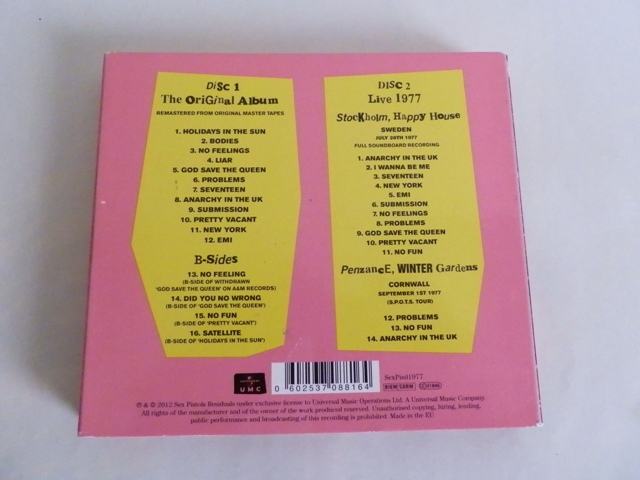 DiSC 1
The OriGinal Album
REMASTERED FROM ORIGINAL MASTER TAPES
1. HOLIDAYS IN THE SUN
2. BODIES
3. NO FEELINGS
4. LIAR
5. GOD SAVE THE QUEEN
6. PROBLEMS
7. SEVENTEEN
8. ANARCHY IN THE UK
9. SUBMISSION
10. PRETTY VACANT
11. NEW YORK
12. EMI
B-Sides
13. NO FEELING
(B-SIDE OF WITHDRAWN
'GOD SAVE THE QUEEN' ON A&M RECORDS)
14. DID YOU NO WRONG
(B-SIDE OF 'GOD SAVE THE QUEEN')
15. NO FUN
(B-SIDE OF 'PRETTY VACANT')
16. SATELLITE
(B-SIDE OF 'HOLIDAYS IN THE SUN')
DISC 2
Live 1977
StocKholm, HAppy House
SWEDEN
JULY 28TH 1977
FULL SOUNDBOARD RECORDING
1. ANARCHY IN THE UK
2. I WANNA BE ME
3. SEVENTEEN
4. NEW YORK
5. EMI
6. SUBMISSION
7. NO FEELINGS
8. PROBLEMS
9. GOD SAVE THE QUEEN
10. PRETTY VACANT
11. NO FUN
PenzancE, WINTER Gardens
CORNWALL
SEPTEMBER 1ST 1977
(S.P.O.T.S. TOUR)
12. PROBLEMS
13. NO FUN
14. ANARCHY IN THE UK
UMC
0 602537 088164
SexPissl1977
BIEM/SABM
℗ & © 2012 Sex Pistols Residuals under exclusive license to Universal Music Operations Ltd. A Universal Music Company.
All rights of the manufacturer and of the owner of the work produced reserved. Unauthorised copying, hiring, lending,
public performance and broadcasting of this recording is prohibited. Made in the EU.